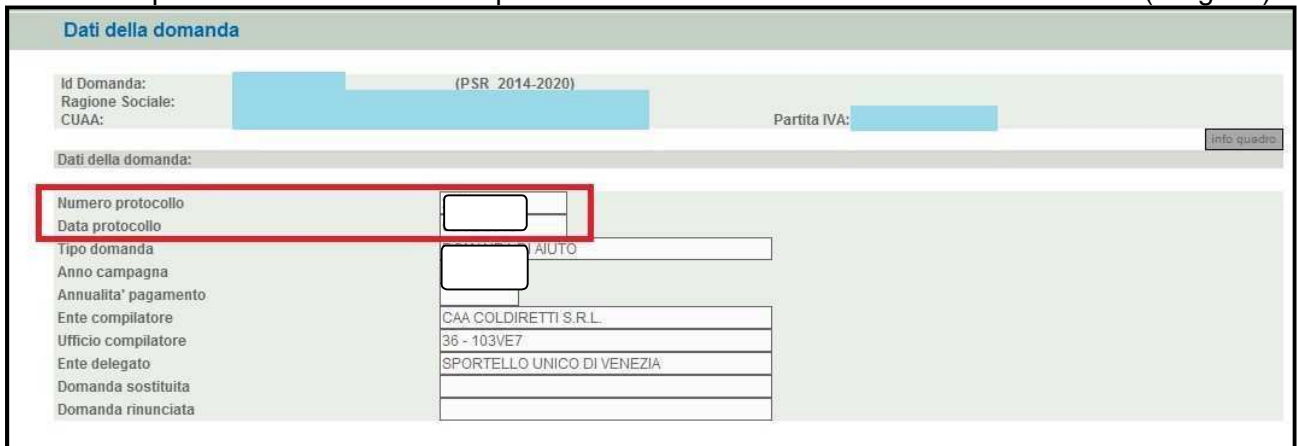 Dati della domanda
Id Domanda: (PSR 2014-2020)
Ragione Sociale:
CUAA: Partita IVA:
info quadro
Dati della domanda:
Numero protocollo
Data protocollo
Tipo domanda AIUTO
Anno campagna
Annualita' pagamento
Ente compilatore CAA COLDIRETTI S.R.L.
Ufficio compilatore 36 - 103VE7
Ente delegato SPORTELLO UNICO DI VENEZIA
Domanda sostituita
Domanda rinunciata